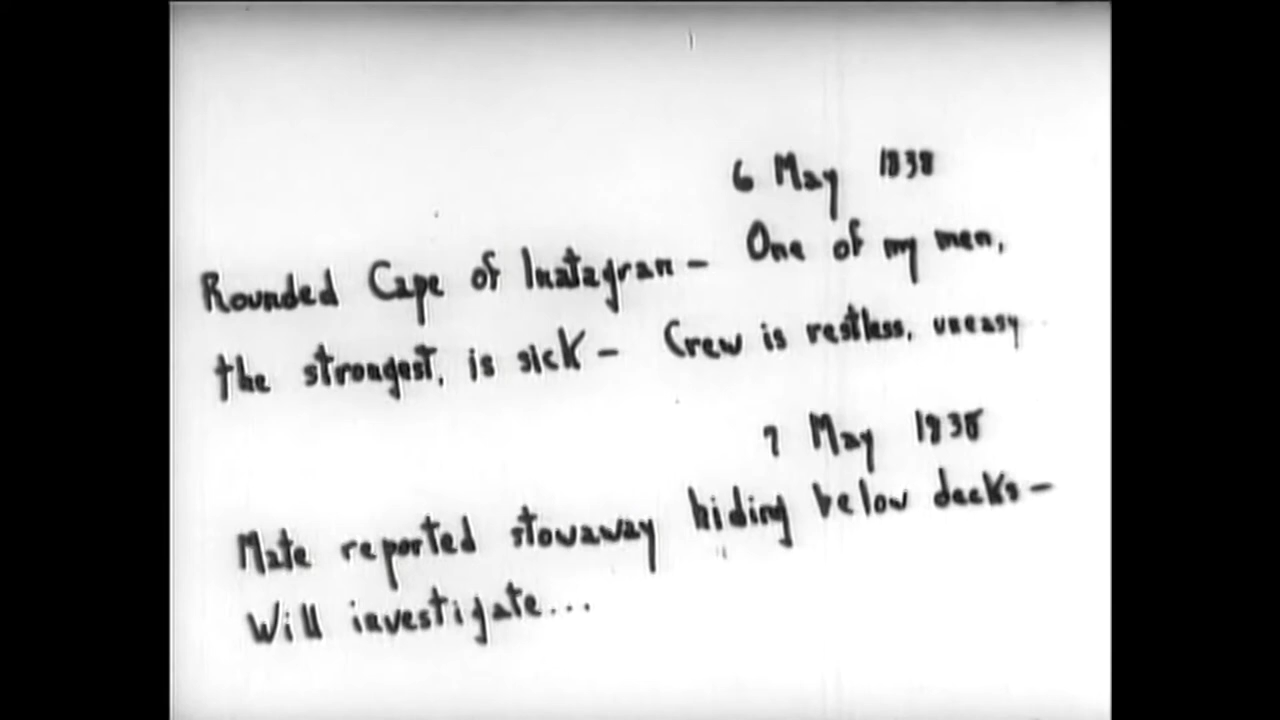 6 May 1838
Rounded Cape of Inatagran – One of my men,
the strongest, is sick – Crew is restless, uneasy
7 May 1838
Mate reported stowaway hiding below decks –
Will investigate...